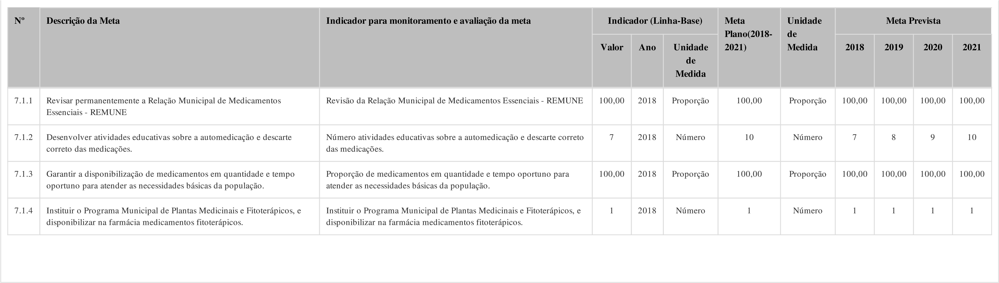 Nº Descrição da Meta Indicador para monitoramento e avaliação da meta Indicador (Linha-Base) Meta Plano(2018-2021) Unidade de Medida Meta Prevista
Valor Ano Unidade de Medida 2018 2019 2020 2021
7.1.1 Revisar permanentemente a Relação Municipal de Medicamentos Revisão da Relação Municipal de Medicamentos Essenciais - REMUNE 100,00 2018 Proporção 100,00 Proporção 100,00 100,00 100,00 100,00
Essenciais - REMUNE
7.1.2 Desenvolver atividades educativas sobre a automedicação e descarte Número atividades educativas sobre a automedicação e descarte correto 7 2018 Número 10 Número 7 8 9 10
correto das medicações. das medicações.
7.1.3 Garantir a disponibilização de medicamentos em quantidade e tempo Proporção de medicamentos em quantidade e tempo oportuno para 100,00 2018 Proporção 100,00 Proporção 100,00 100,00 100,00 100,00
oportuno para atender as necessidades básicas da população. atender as necessidades básicas da população.
7.1.4 Instituir o Programa Municipal de Plantas Medicinais e Fitoterápicos, e Instituir o Programa Municipal de Plantas Medicinais e Fitoterápicos, e 1 2018 Número 1 Número 1 1 1 1
disponibilizar na farmácia medicamentos fitoterápicos. disponibilizar na farmácia medicamentos fitoterápicos.